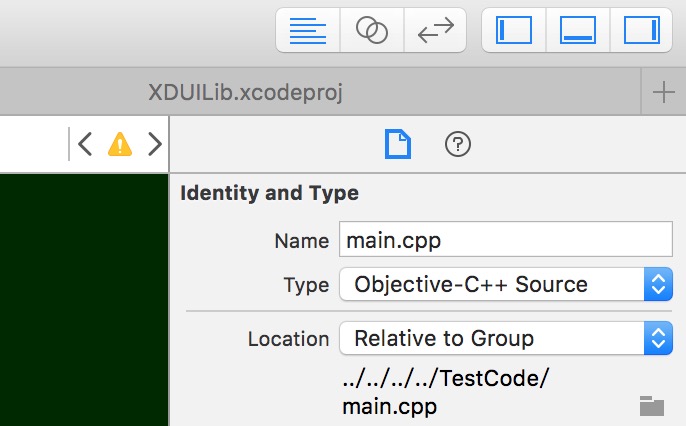 XDUILib.xcodeproj
Identity and Type
Name main.cpp
Type Objective-C++ Source
Location Relative to Group
../../../../TestCode/
main.cpp